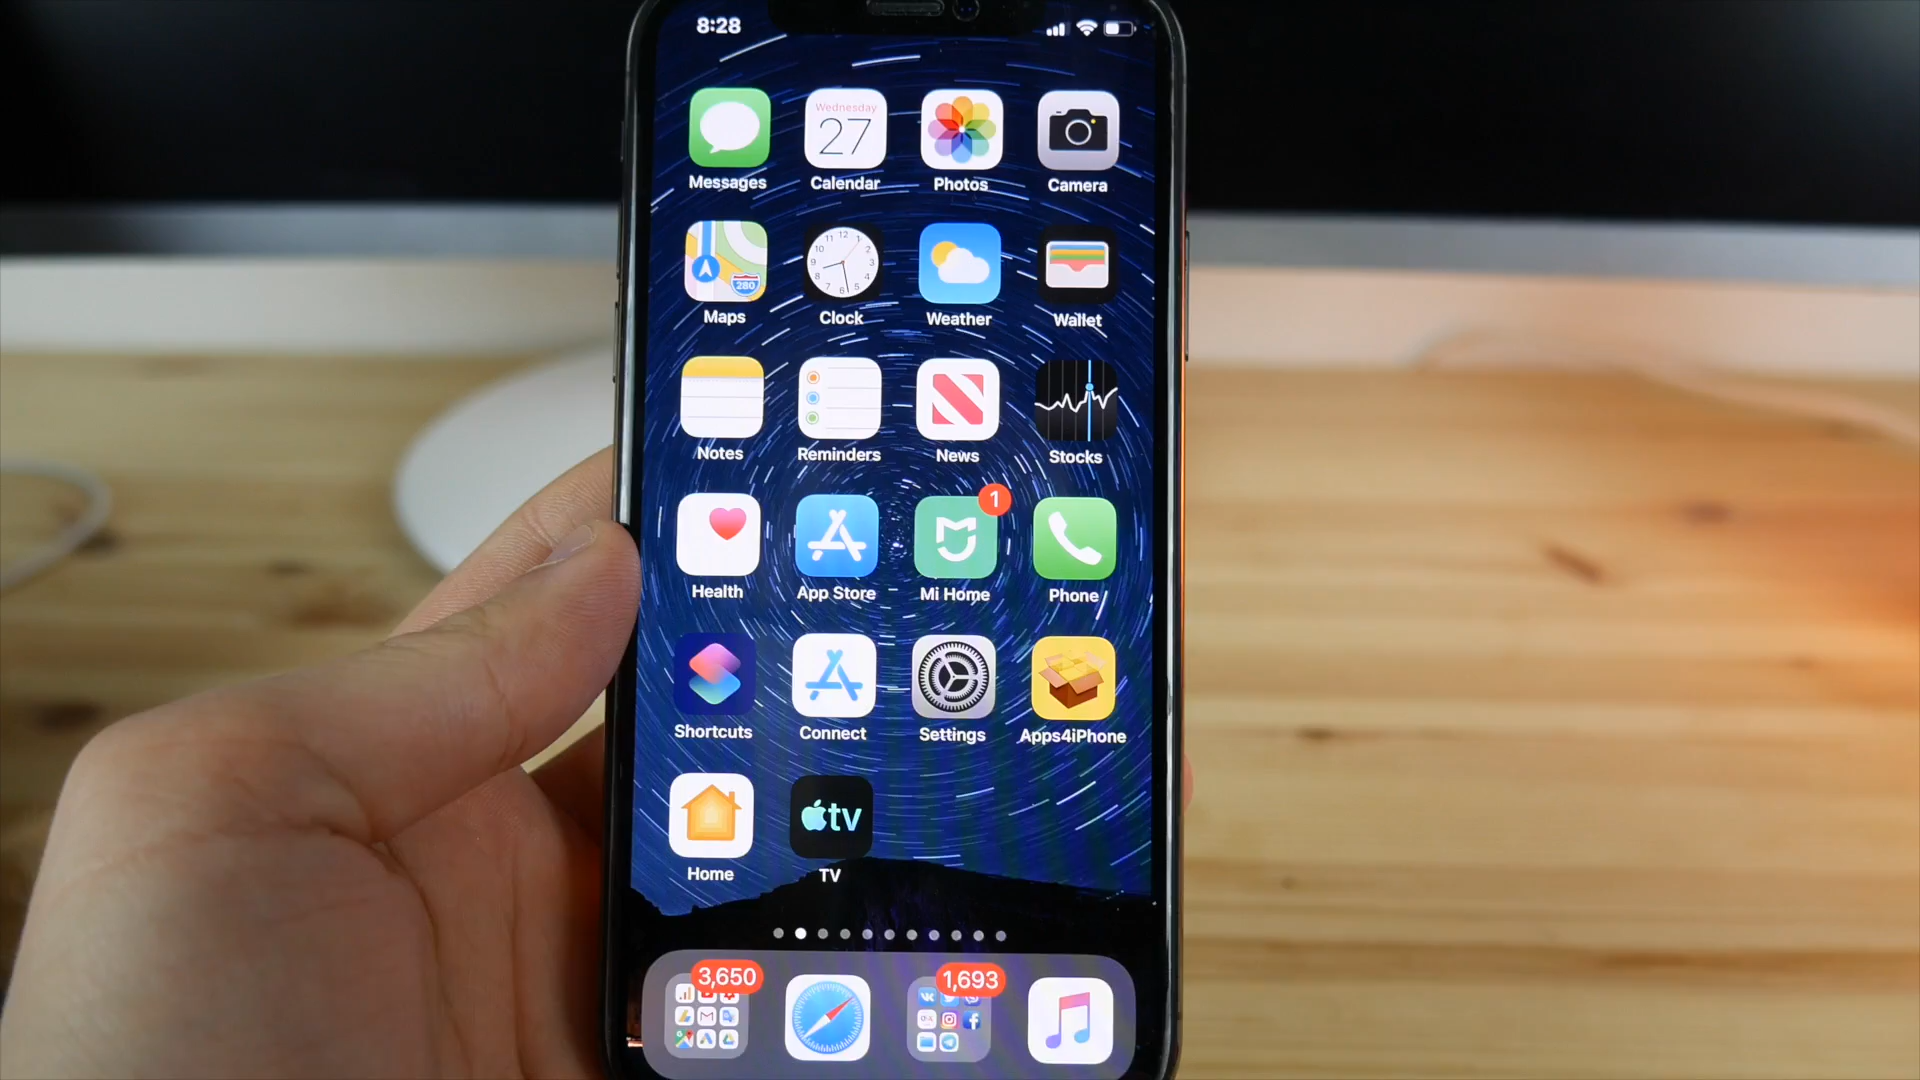 8:28
Wednesday
27
Messages Calendar Photos Camera
280
Maps Clock Weather Wallet
Notes Reminders News Stocks
1
Health App Store Mi Home Phone
Shortcuts Connect Settings Apps4iPhone
tv
Home TV
3,650 1,693